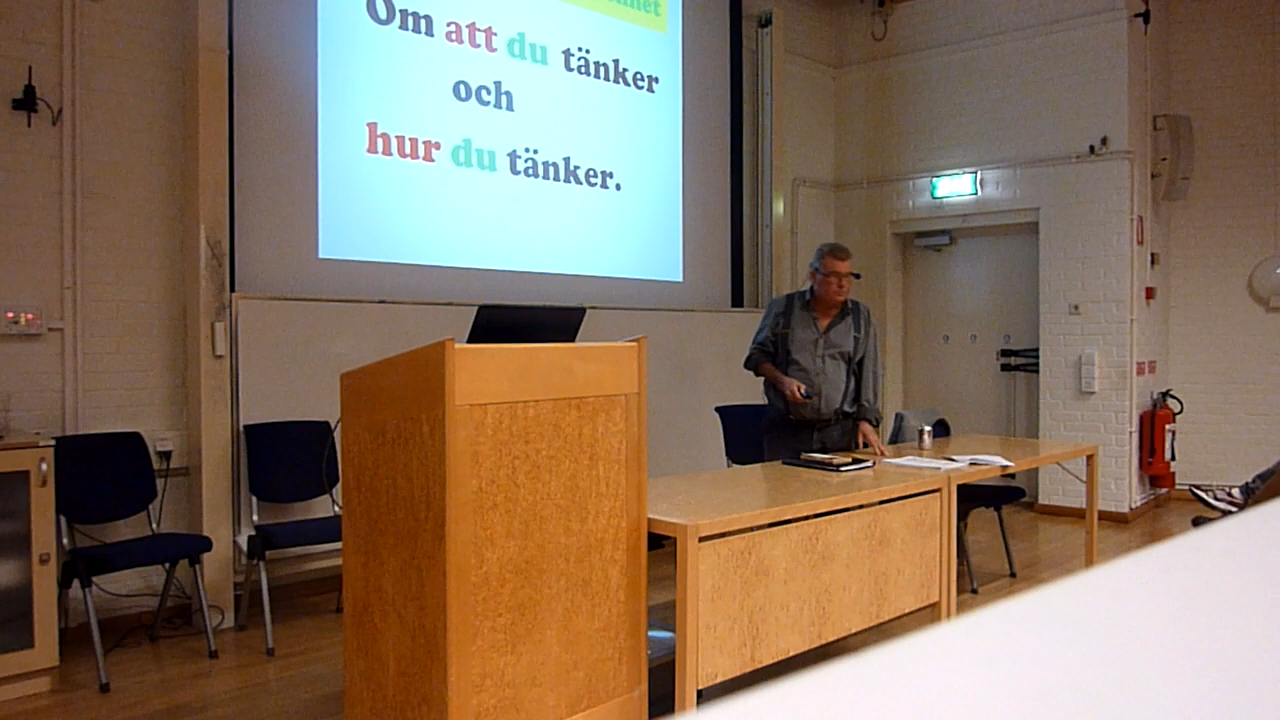 Om att du tänker
och
hur du tänker.